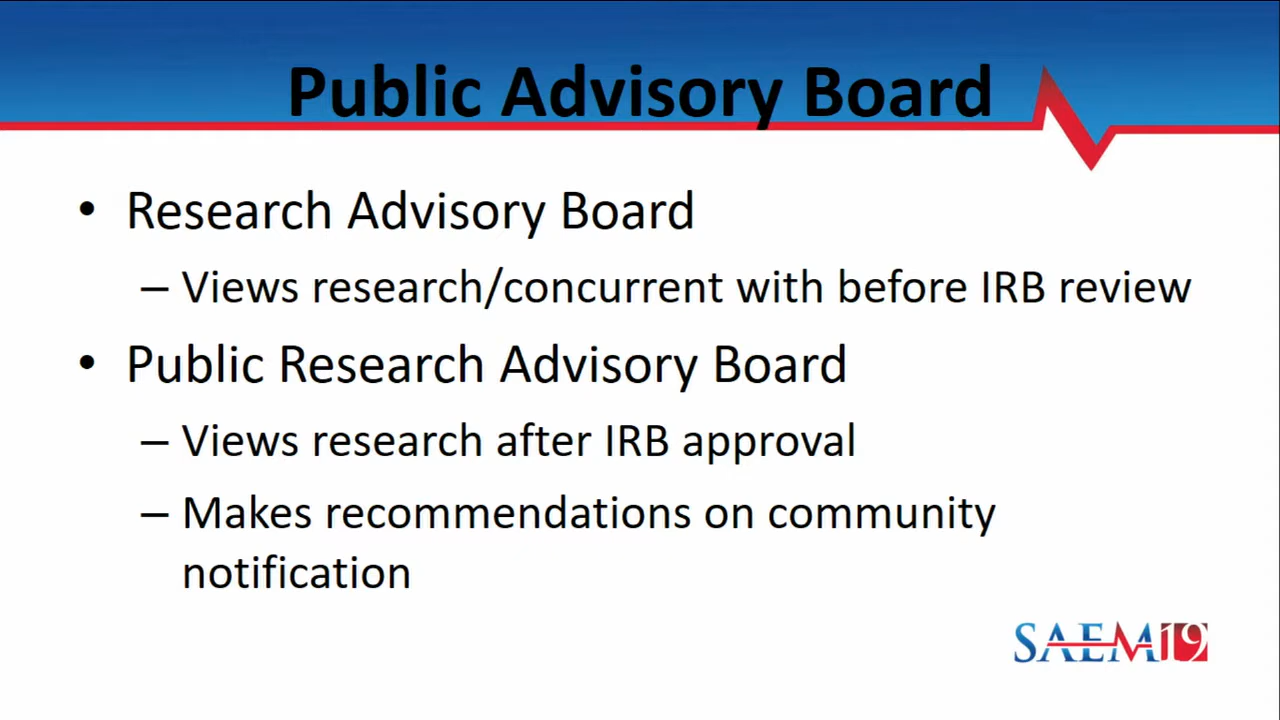 Public Advisory Board
• Research Advisory Board
– Views research/concurrent with before IRB review
• Public Research Advisory Board
– Views research after IRB approval
– Makes recommendations on community
notification
SAEM19